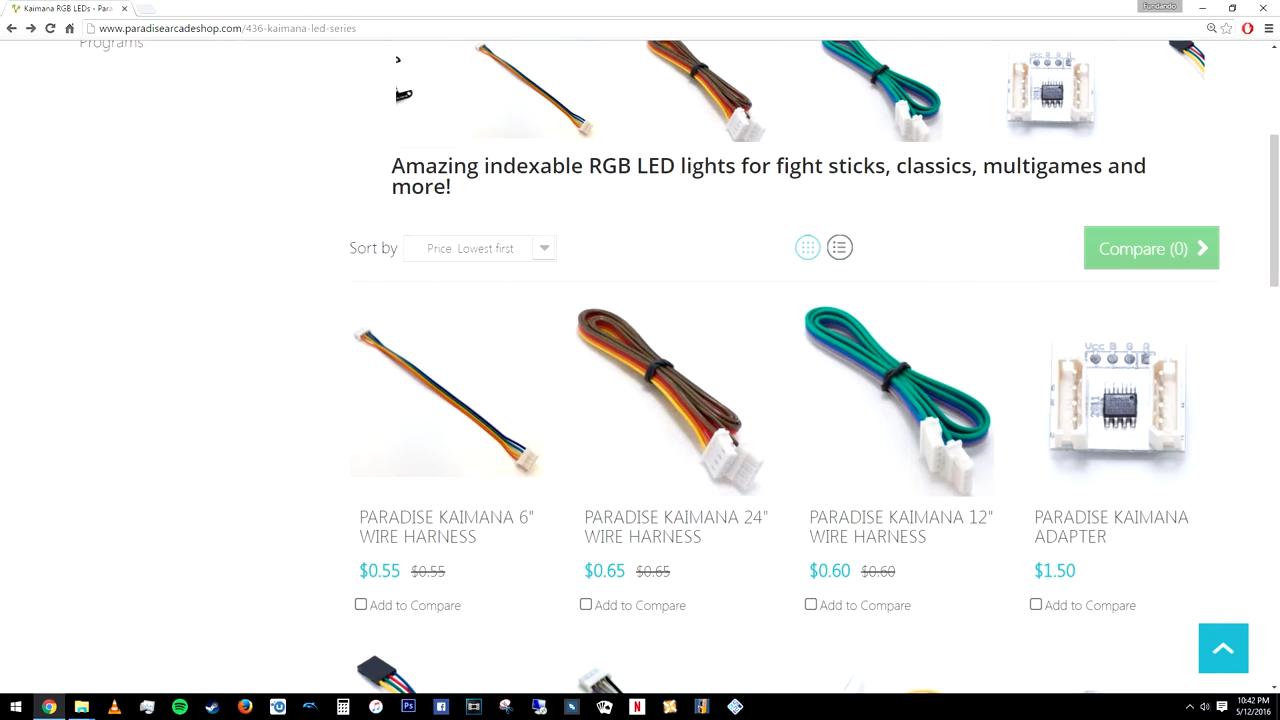 Kaimana RGB LEDs - Para
Fundando
www.paradisearcadeshop.com/436-kaimana-led-series
Programs
Amazing indexable RGB LED lights for fight sticks, classics, multigames and
more!
Sort by
Price. Lowest first
Compare (0)
Vcc B G R
2811
PARADISE KAIMANA 6"
WIRE HARNESS
$0.55 $0.55
Add to Compare
PARADISE KAIMANA 24"
WIRE HARNESS
$0.65 $0.65
Add to Compare
PARADISE KAIMANA 12"
WIRE HARNESS
$0.60 $0.60
Add to Compare
PARADISE KAIMANA
ADAPTER
$1.50
Add to Compare
10:42 PM
5/12/2016